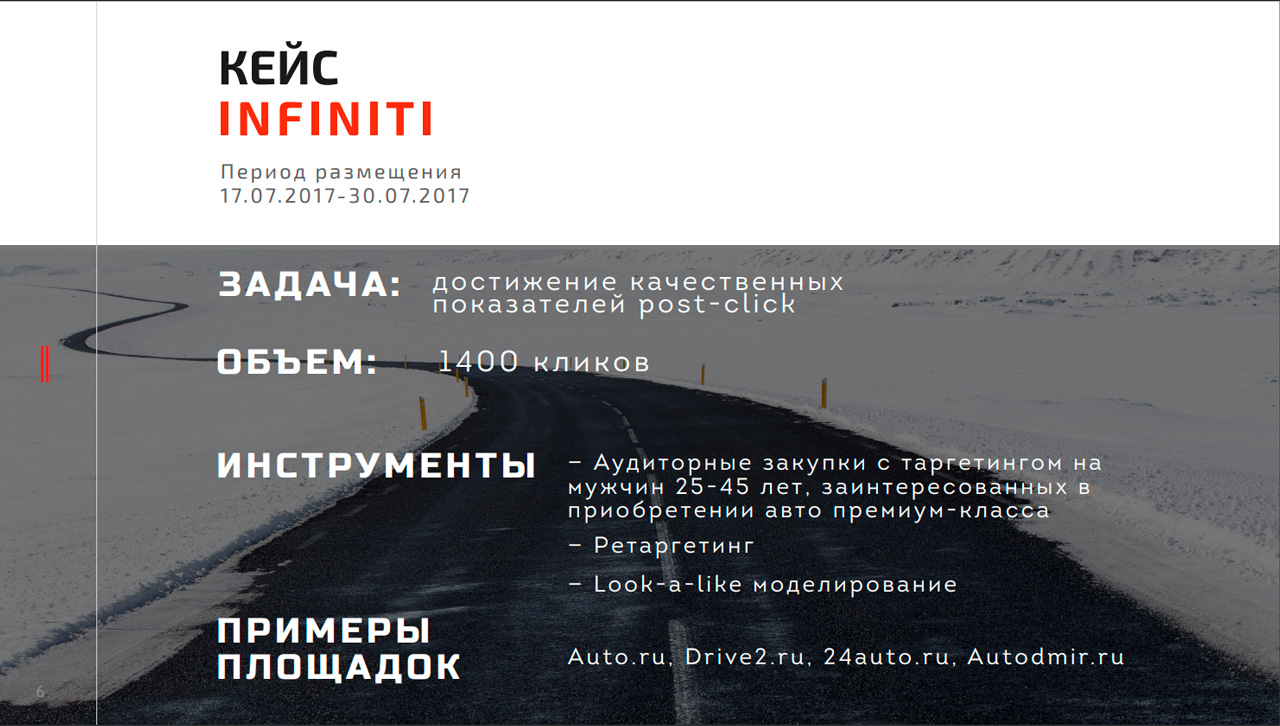 КЕЙС
INFINITI
Период размещения
17.07.2017-30.07.2017
ЗАДАЧА: достижение качественных
показателей post-click
ОБЪЕМ: 1400 кликов
ИНСТРУМЕНТЫ – Аудиторные закупки с таргетингом на
мужчин 25-45 лет, заинтересованных в
приобретении авто премиум-класса
– Ретаргетинг
– Look-a-like моделирование
ПРИМЕРЫ
ПЛОЩАДОК
Auto.ru, Drive2.ru, 24auto.ru, Autodmir.ru
6